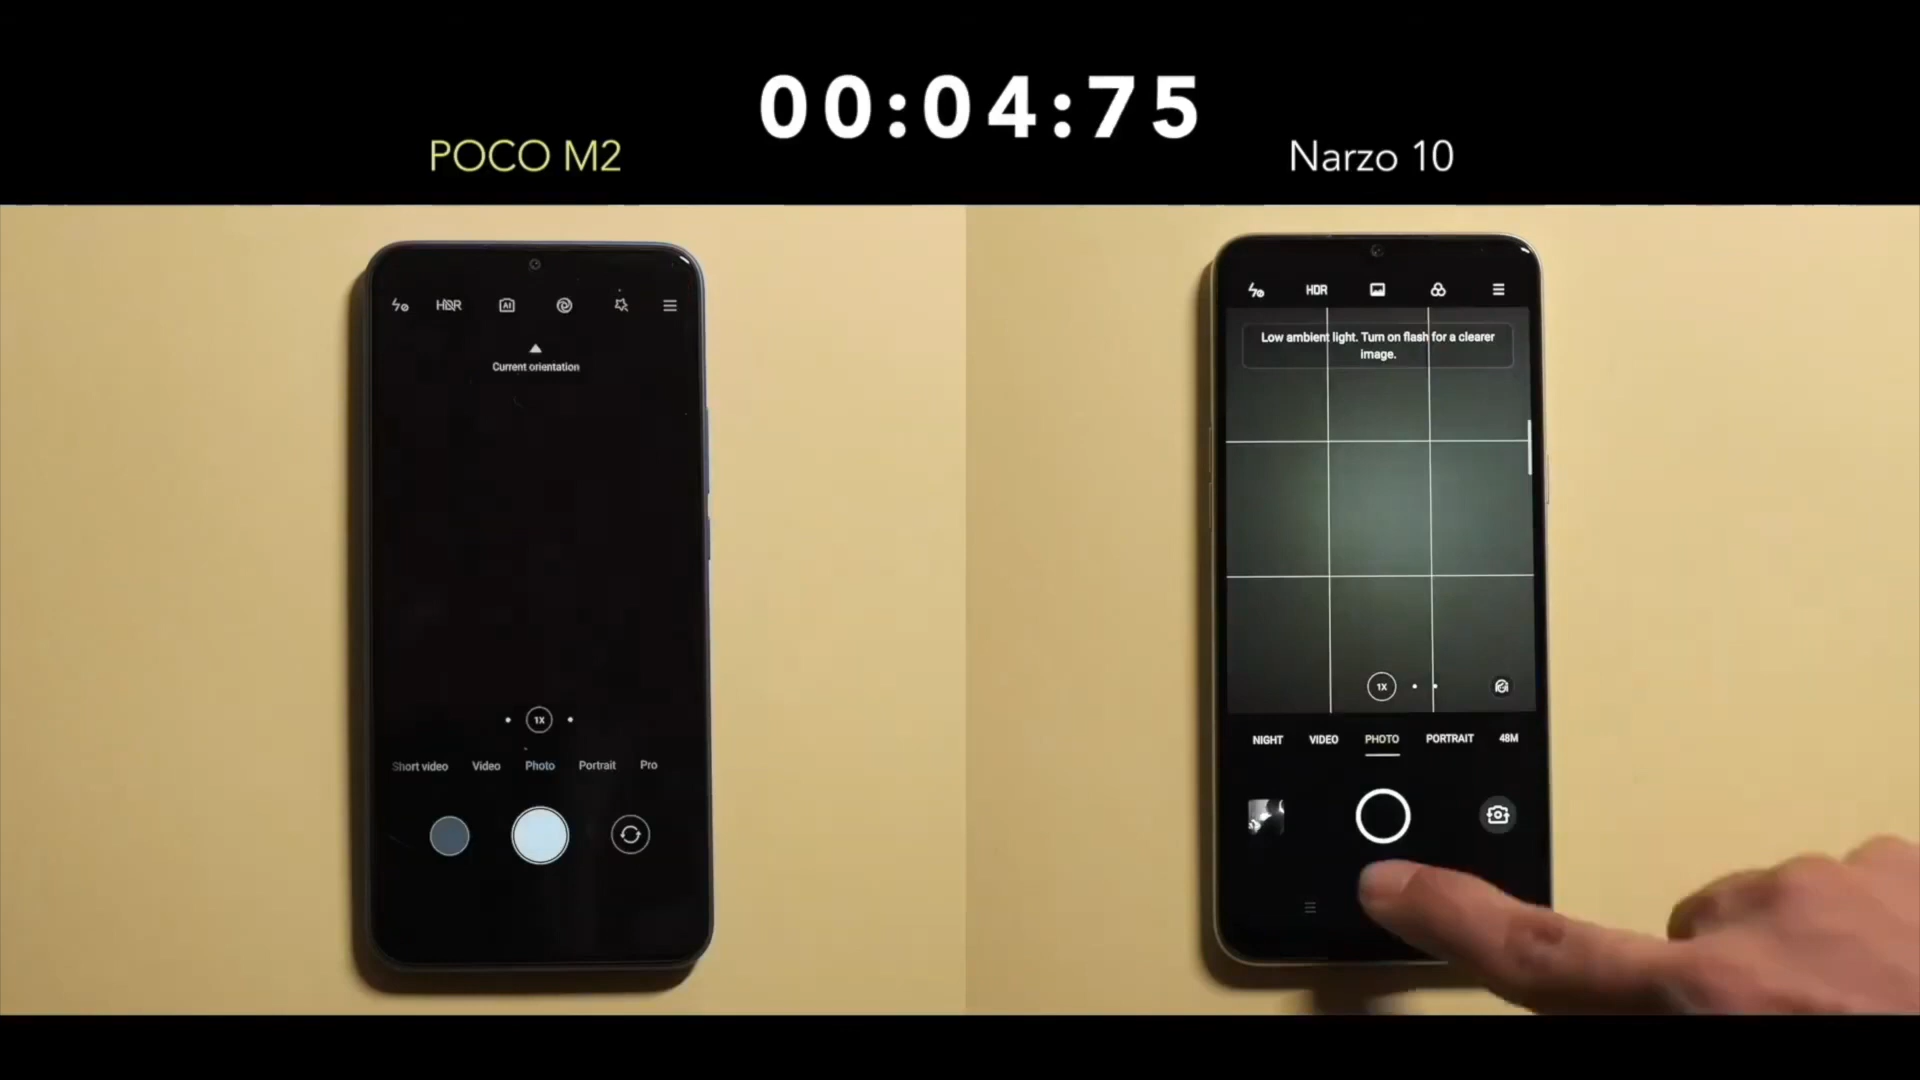 00:04:75
POCO M2
Narzo 10
HDR
AI
Current orientation
1X
Short video Video Photo Portrait Pro
HDR
Low ambient light. Turn on flash for a clearer
image.
1X
NIGHT VIDEO PHOTO PORTRAIT 48M